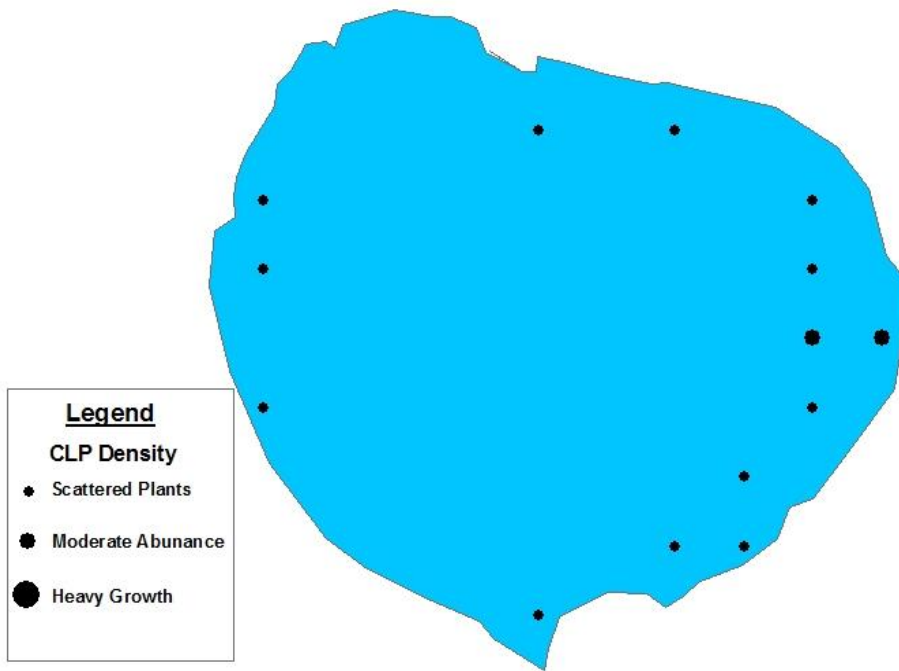 Legend
CLP Density
Scattered Plants
Moderate Abunance
Heavy Growth